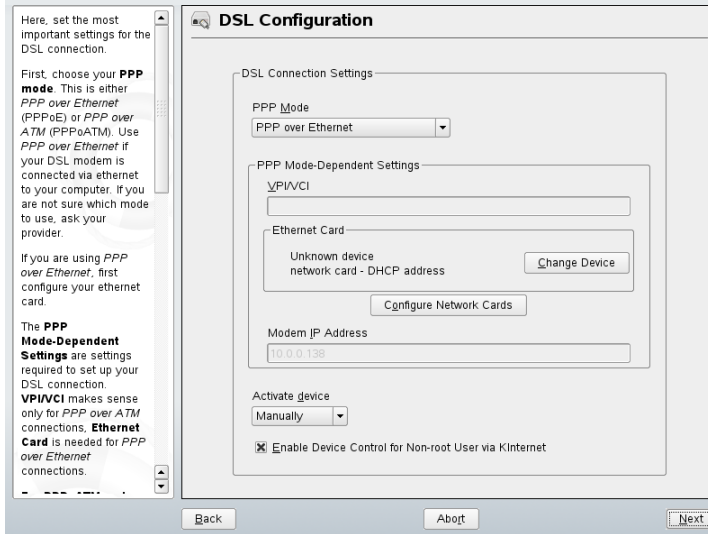 Here, set the most
important settings for the
DSL connection.
First, choose your PPP
mode. This is either
PPP over Ethernet
(PPPoE) or PPP over
ATM (PPPoATM). Use
PPP over Ethernet if
your DSL modem is
connected via ethernet
to your computer. If you
are not sure which mode
to use, ask your
provider.
If you are using PPP
over Ethernet, first
configure your ethernet
card.
The PPP
Mode-Dependent
Settings are settings
required to set up your
DSL connection.
VPI/VCI makes sense
only for PPP over ATM
connections, Ethernet
Card is needed for PPP
over Ethernet
connections.
DSL Configuration
DSL Connection Settings
PPP Mode
PPP over Ethernet
PPP Mode-Dependent Settings
VPI/VCI
Ethernet Card
Unknown device
network card - DHCP address
Change Device
Configure Network Cards
Modem IP Address
10.0.0.138
Activate device
Manually
Enable Device Control for Non-root User via KInternet
Back
Abort
Next